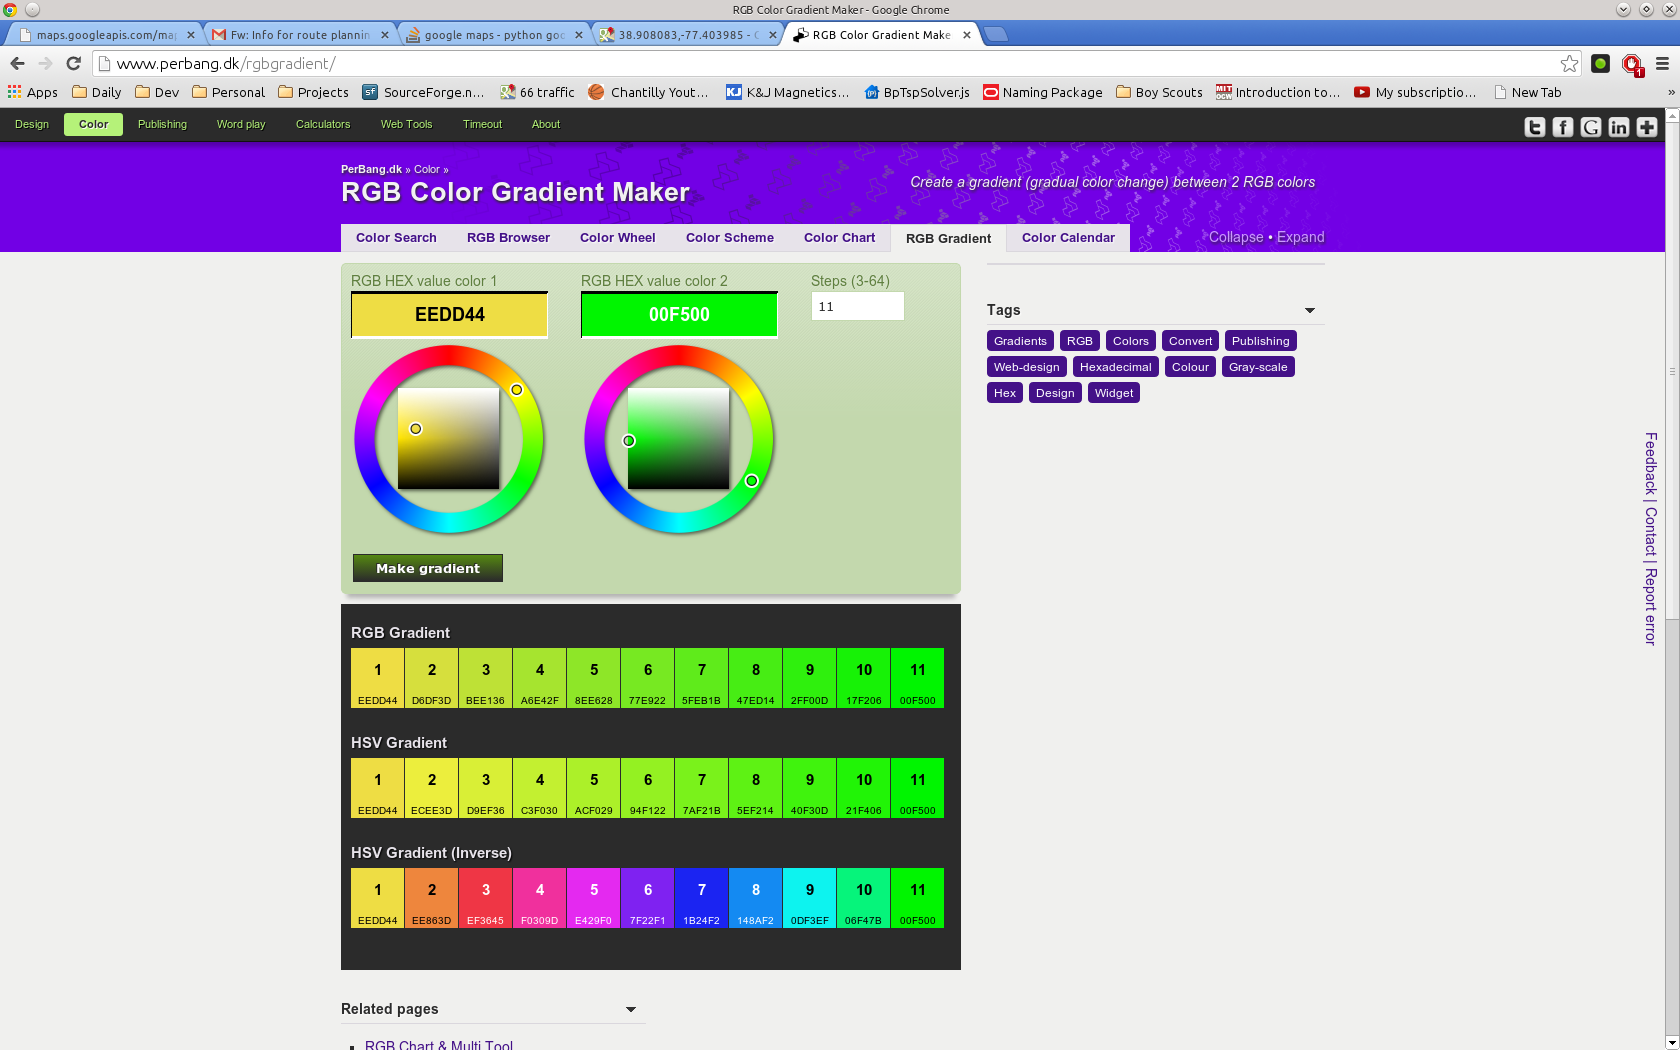 RGB Color Gradient Maker - Google Chrome
maps.googleapis.com/ma
Fw: Info for route plannin
google maps - python goo
38.908083,-77.403985 -
RGB Color Gradient Make
www.perbang.dk/rgbgradient/
Apps Daily Dev Personal Projects SourceForge.n... 66 traffic Chantilly Yout... K&J Magnetics... BpTspSolver.js Naming Package Boy Scouts Introduction to... My subscriptio... New Tab »
Design Color Publishing Word play Calculators Web Tools Timeout About
PerBang.dk » Color »
RGB Color Gradient Maker
Create a gradient (gradual color change) between 2 RGB colors
Color Search RGB Browser Color Wheel Color Scheme Color Chart RGB Gradient Color Calendar
Collapse • Expand
RGB HEX value color 1 RGB HEX value color 2 Steps (3-64)
EEDD44 00F500 11
Make gradient
Tags
Gradients RGB Colors Convert Publishing
Web-design Hexadecimal Colour Gray-scale
Hex Design Widget
Feedback | Contact | Report error
RGB Gradient
1 2 3 4 5 6 7 8 9 10 11
EEDD44 D6DF3D BEE136 A6E42F 8EE628 77E922 5FEB1B 47ED14 2FF00D 17F206 00F500
HSV Gradient
1 2 3 4 5 6 7 8 9 10 11
EEDD44 ECEE3D D9EF36 C3F030 ACF029 94F122 7AF21B 5EF214 40F30D 21F406 00F500
HSV Gradient (Inverse)
1 2 3 4 5 6 7 8 9 10 11
EEDD44 EE863D EF3645 F0309D E429F0 7F22F1 1B24F2 148AF2 0DF3EF 06F47B 00F500
Related pages
RGB Chart & Multi Tool